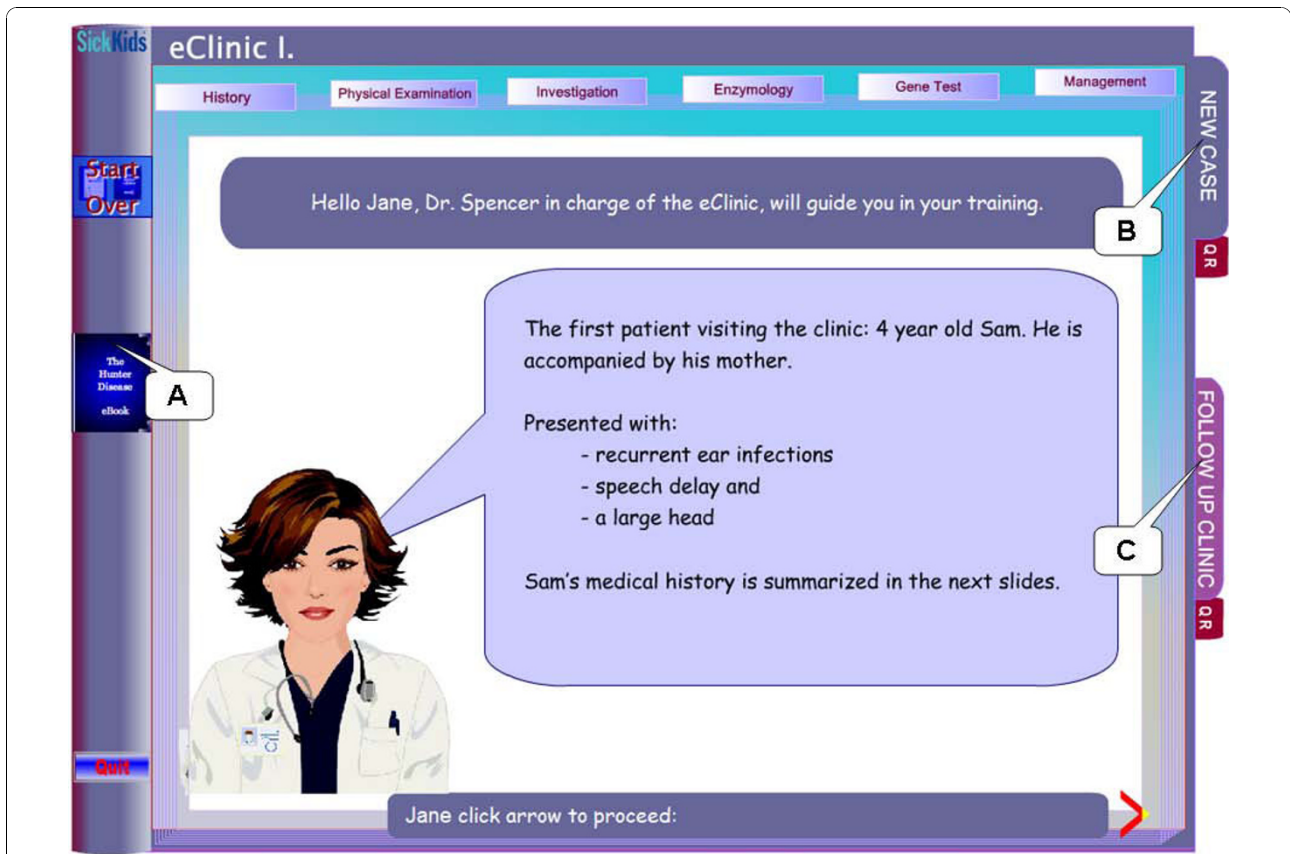 SickKids
eClinic I.
History
Physical Examination
Investigation
Enzymology
Gene Test
Management
Start
Over
The
Hunter
Disease
eBook
A
Hello Jane, Dr. Spencer in charge of the eClinic, will guide you in your training.
The first patient visiting the clinic: 4 year old Sam. He is
accompanied by his mother.
Presented with:
- recurrent ear infections
- speech delay and
- a large head
Sam's medical history is summarized in the next slides.
NEW CASE
B
QR
FOLLOW UP CLINIC
C
QR
Quit
Jane click arrow to proceed: